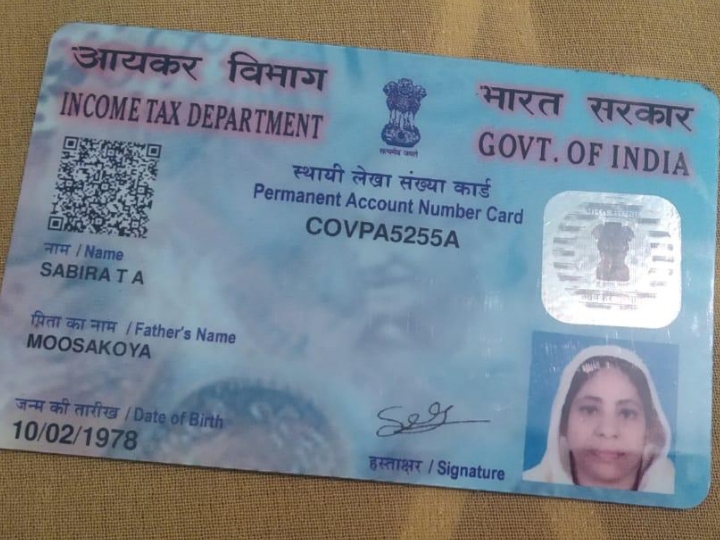 आयकर विभाग
INCOME TAX DEPARTMENT
भारत सरकार
GOVT. OF INDIA
सत्यमेव जयते
स्थायी लेखा संख्या कार्ड
Permanent Account Number Card
COVPA5255A
नाम / Name
SABIRA T A
पिता का नाम / Father's Name
MOOSAKOYA
जन्म की तारीख / Date of Birth
10/02/1978
हस्ताक्षर / Signature